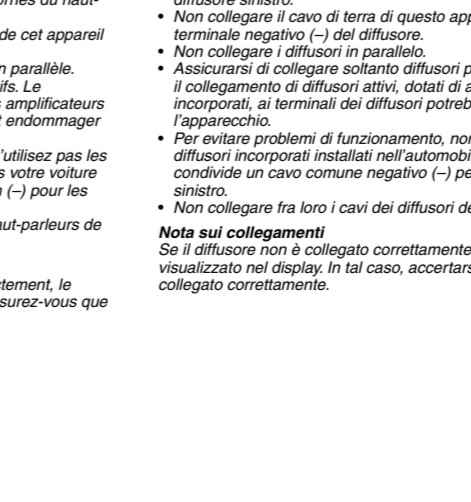 ornes du haut-
de cet appareil
n parallèle.
ifs. Le
s amplificateurs
t endommager
'utilisez pas les
s votre voiture
n (–) pour les
aut-parleurs de
ctement, le
surez-vous que
diffusore sinistro.
• Non collegare il cavo di terra di questo app
terminale negativo (–) del diffusore.
• Non collegare i diffusori in parallelo.
• Assicurarsi di collegare soltanto diffusori p
il collegamento di diffusori attivi, dotati di a
incorporati, ai terminali dei diffusori potreb
l'apparecchio.
• Per evitare problemi di funzionamento, nor
diffusori incorporati installati nell'automobi
condivide un cavo comune negativo (–) pe
sinistro.
• Non collegare fra loro i cavi dei diffusori de
Nota sui collegamenti
Se il diffusore non è collegato correttamente
visualizzato nel display. In tal caso, accertars
collegato correttamente.